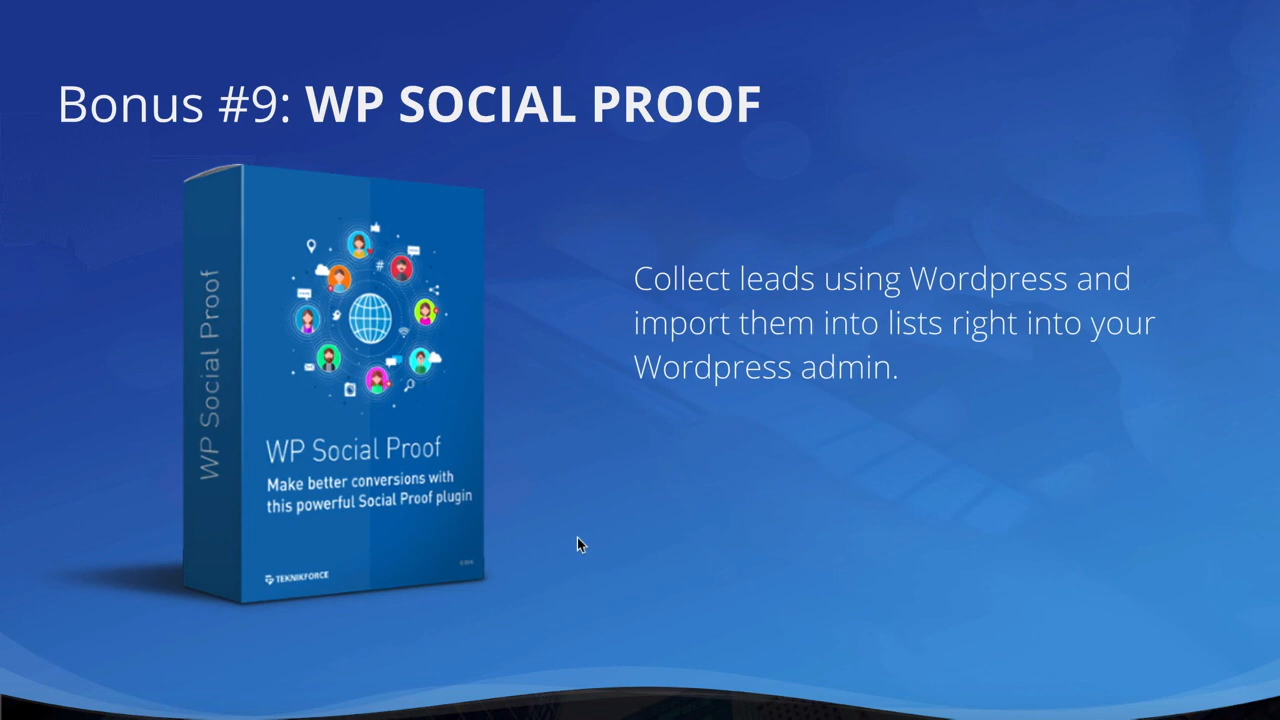 Bonus #9: WP SOCIAL PROOF
WP Social Proof
WP Social Proof
Make better conversions with
this powerful Social Proof plugin
TEKNIKFORCE
Collect leads using Wordpress and
import them into lists right into your
Wordpress admin.